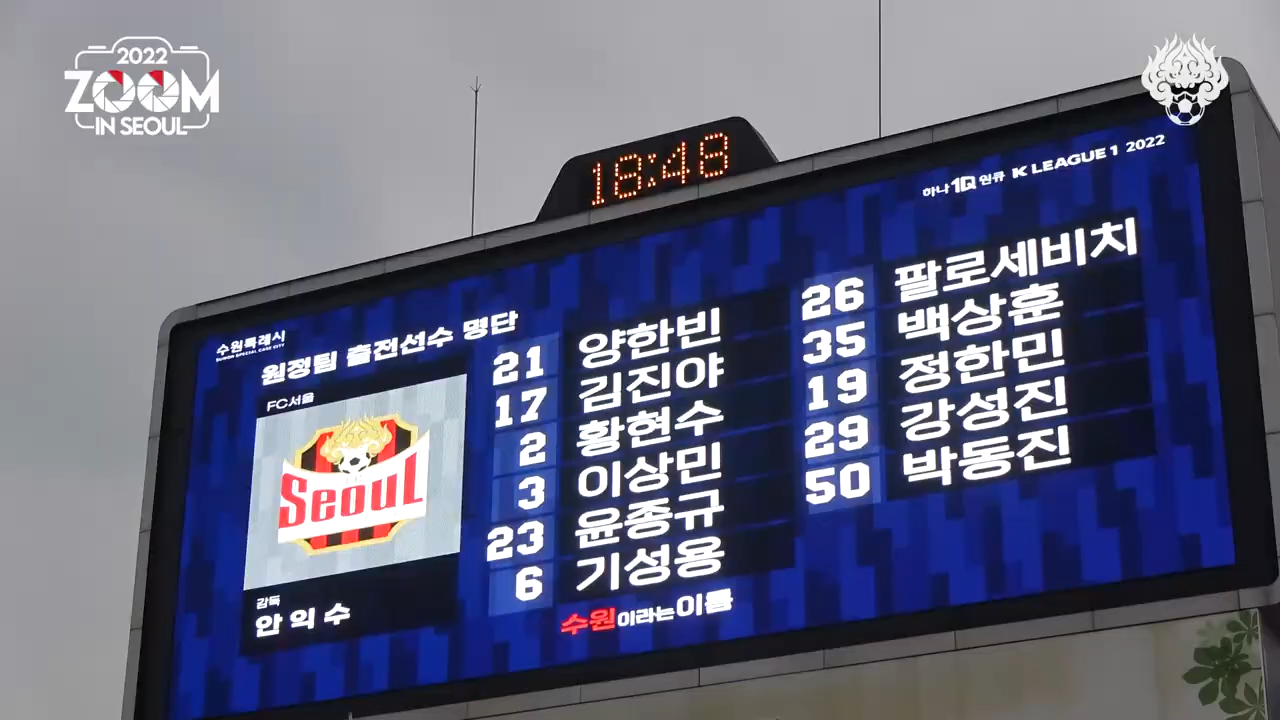 2022
ZOOM
IN SEOUL
18:48
하나 1Q 원큐 K LEAGUE 1 2022
수원특례시
SUWON SPECIAL CASE CITY
원정팀 출전선수 명단
FC서울
Seoul
감독
안익수
21 양한빈
17 김진야
2 황현수
3 이상민
23 윤종규
6 기성용
26 팔로세비치
35 백상훈
19 정한민
29 강성진
50 박동진
수원이라는이름